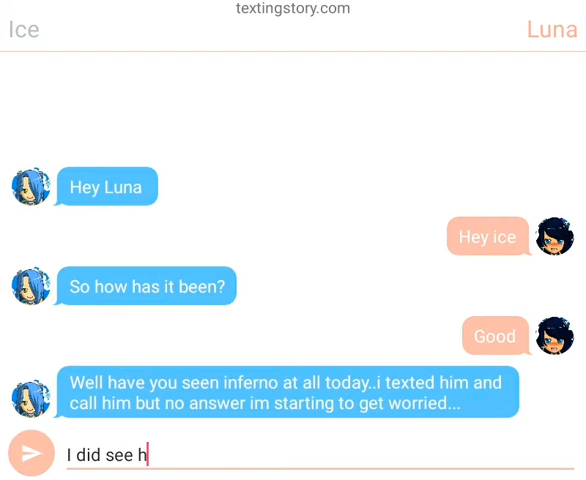 textingstory.com
Ice
Luna
Hey Luna
Hey ice
So how has it been?
Good
Well have you seen inferno at all today..i texted him and
call him but no answer im starting to get worried...
I did see h